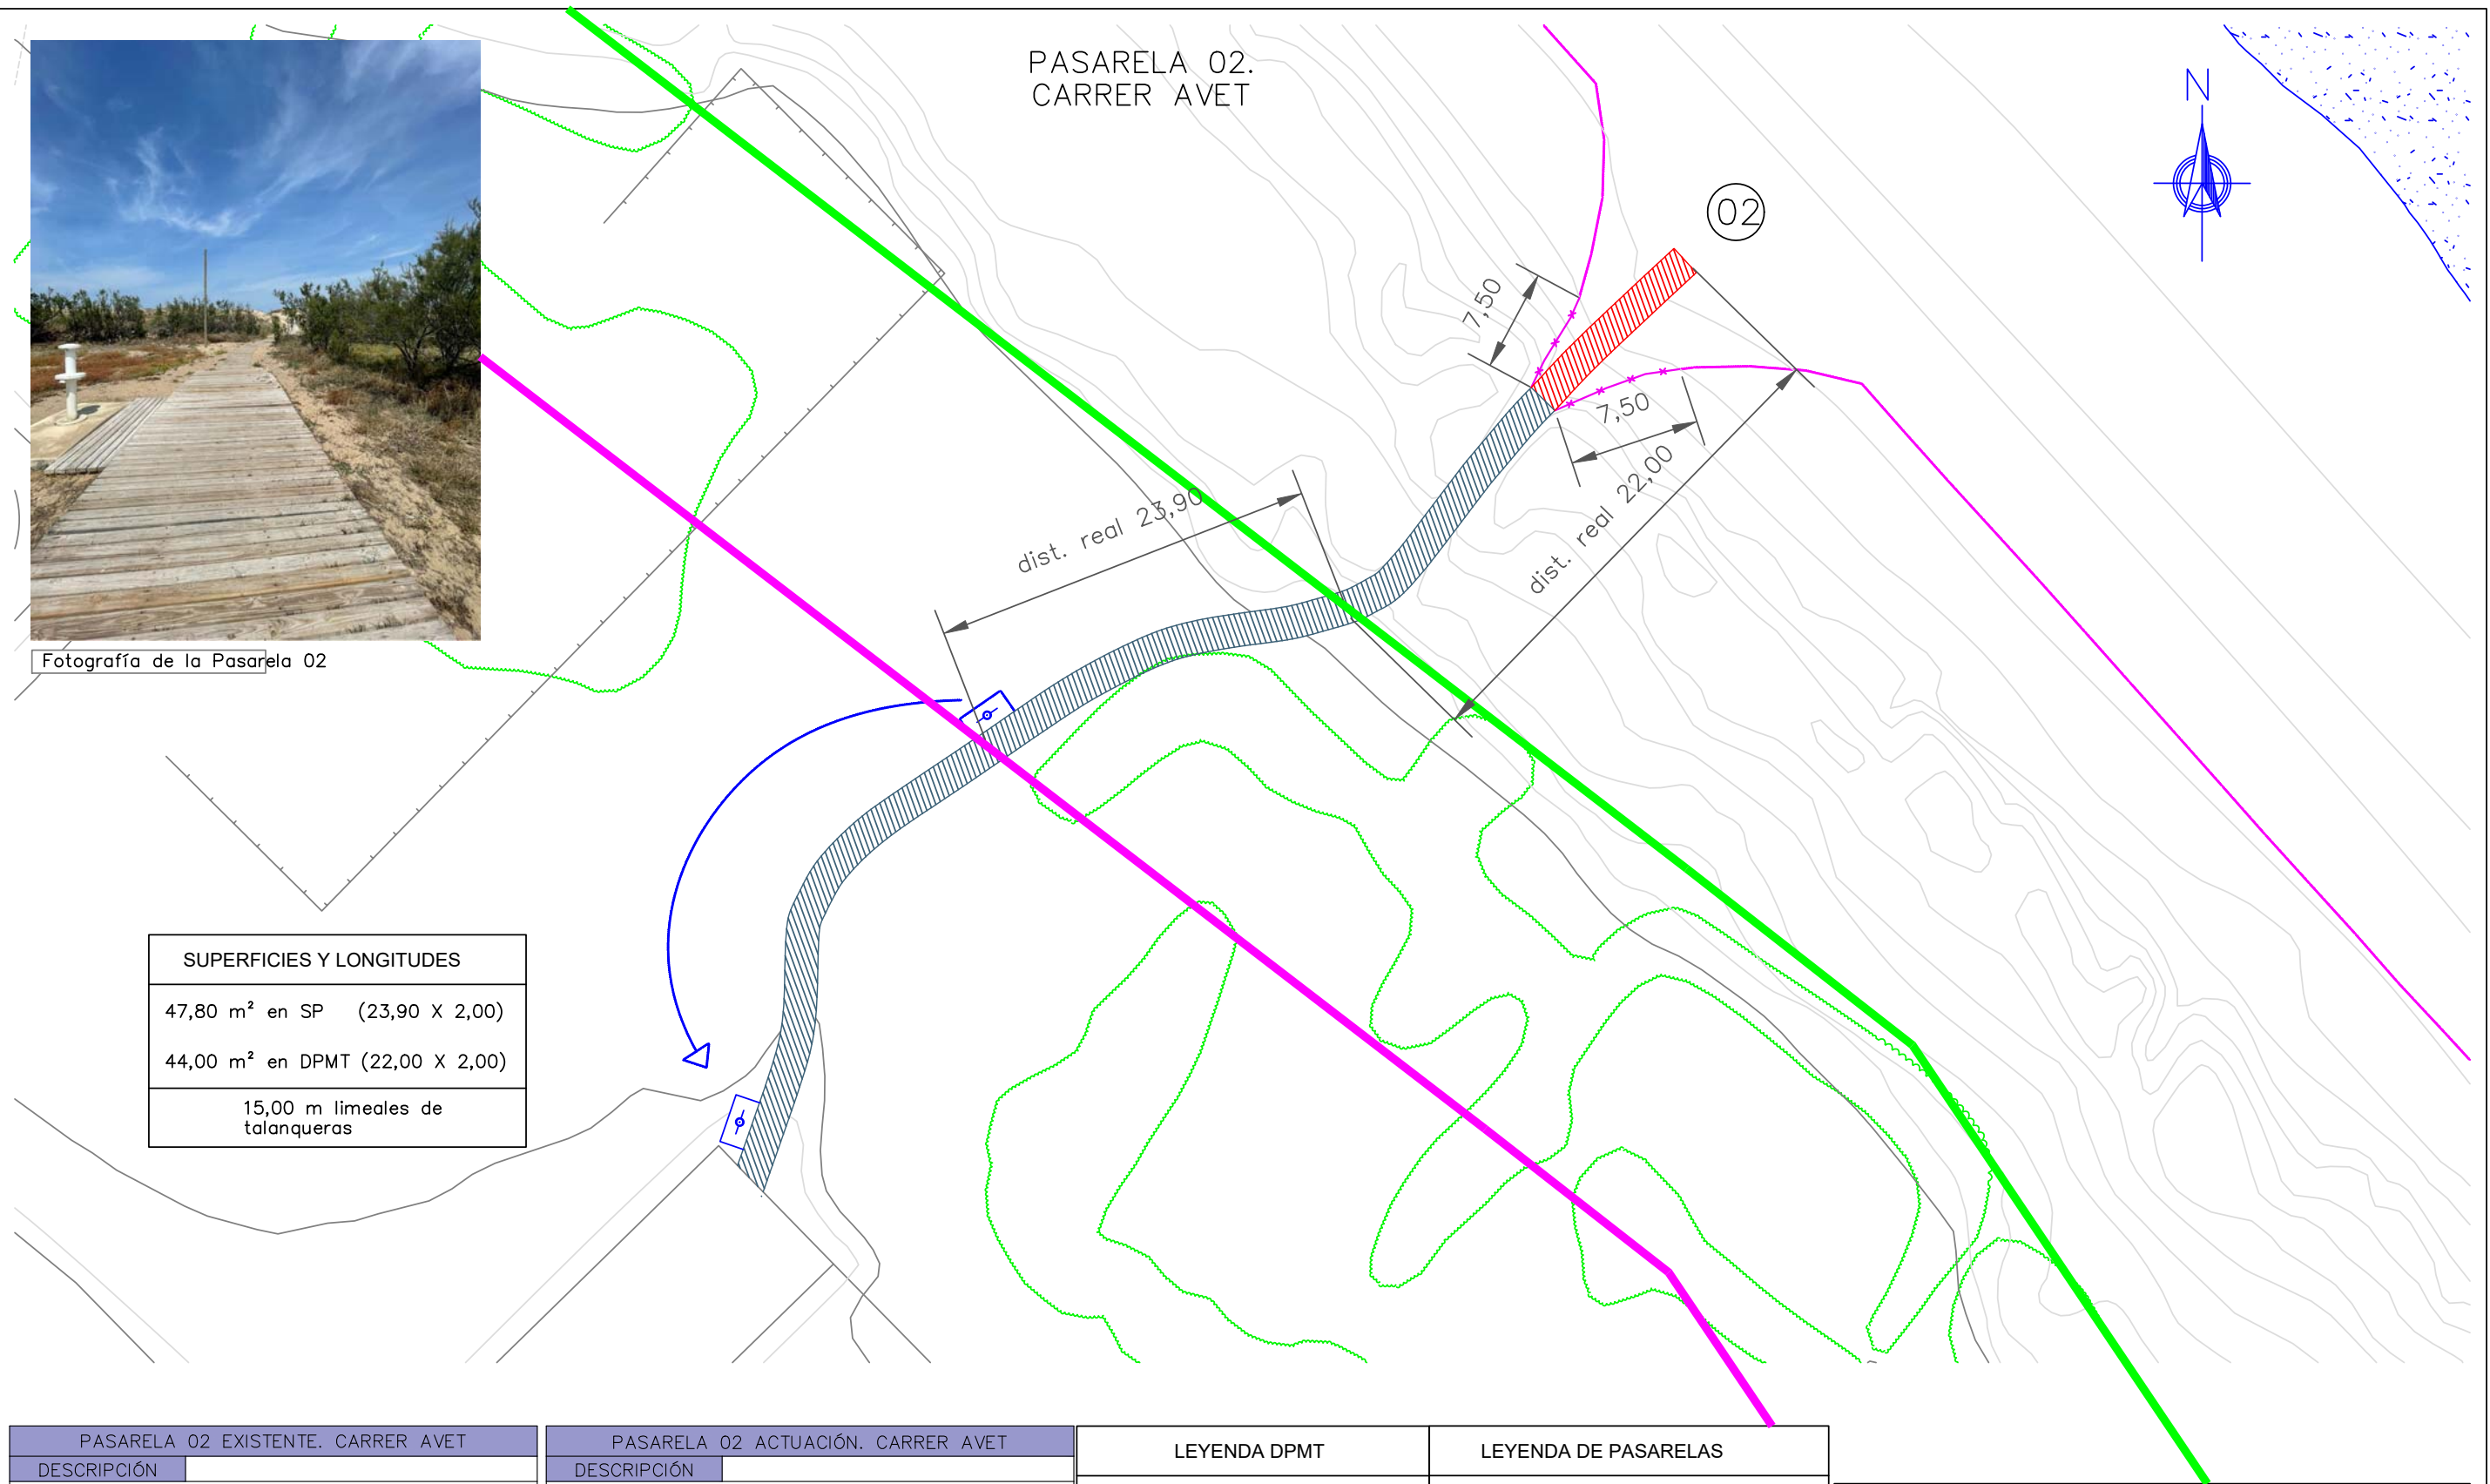 PASARELA 02.
CARRER AVET
N
02
7,50
7,50
dist. real 23,90
dist. real 22,00
Fotografía de la Pasarela 02
SUPERFICIES Y LONGITUDES
47,80 m² en SP (23,90 X 2,00)
44,00 m² en DPMT (22,00 X 2,00)
15,00 m limeales de
talanqueras
PASARELA 02 EXISTENTE. CARRER AVET
DESCRIPCIÓN
PASARELA 02 ACTUACIÓN. CARRER AVET
DESCRIPCIÓN
LEYENDA DPMT
LEYENDA DE PASARELAS